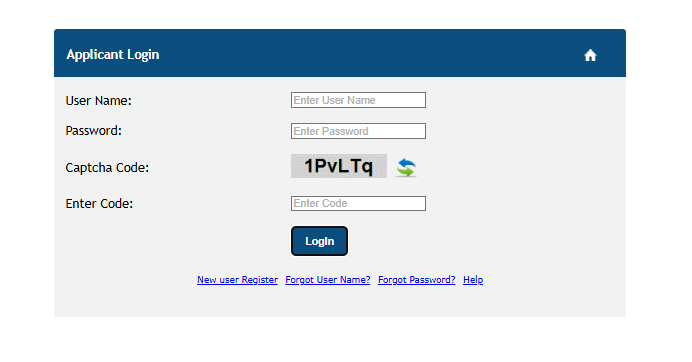 Applicant Login
User Name: Enter User Name
Password: Enter Password
Captcha Code: 1PvLTq
Enter Code: Enter Code
LogIn
New user Register Forgot User Name? Forgot Password? Help